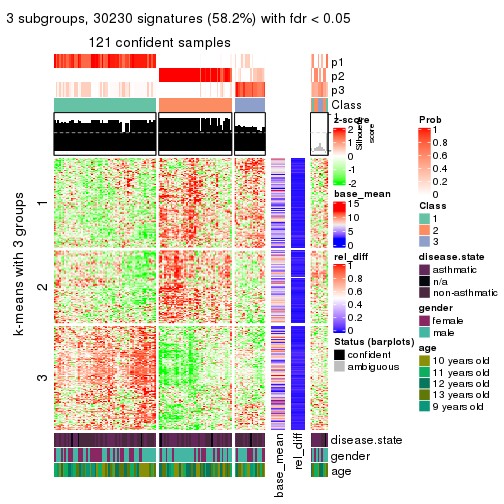 3 subgroups, 30230 signatures (58.2%) with fdr < 0.05
121 confident samples
p1
p2
p3
Class
Silhouette
score
k-means with 3 groups
1
2
3
z-score
2
1
0
-1
-2
base_mean
15
10
5
0
rel_diff
1
0.8
0.6
0.4
0.2
0
Status (barplots)
confident
ambiguous
Prob
1
0.8
0.6
0.4
0.2
0
Class
1
2
3
disease.state
asthmatic
n/a
non-asthmatic
gender
female
male
age
10 years old
11 years old
12 years old
13 years old
9 years old
disease.state
gender
age
base_mean
rel_diff